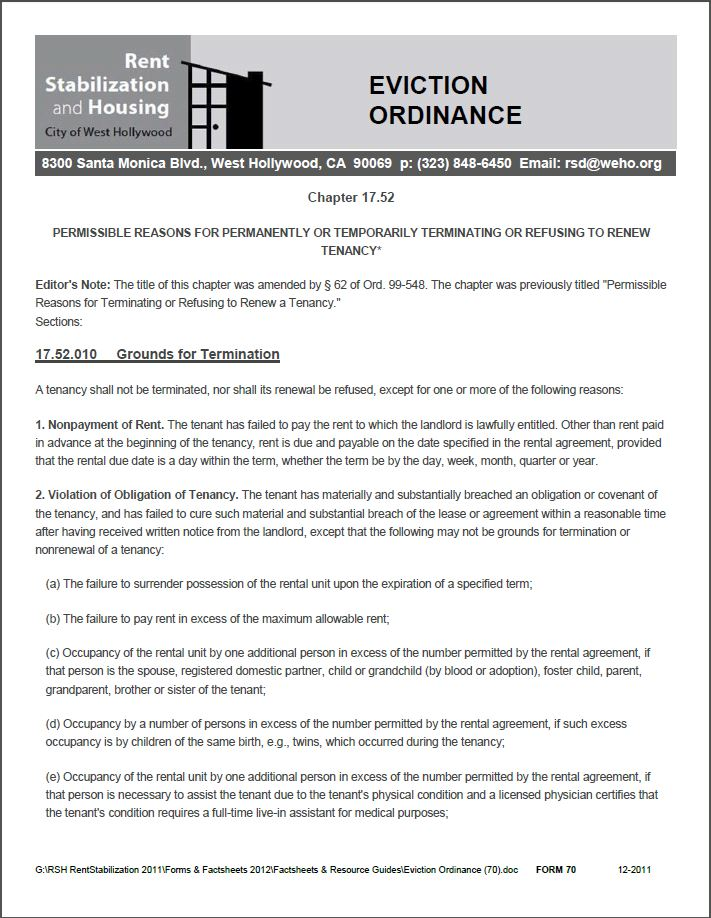 Rent
Stabilization
and Housing
City of West Hollywood
EVICTION
ORDINANCE
8300 Santa Monica Blvd., West Hollywood, CA 90069 p: (323) 848-6450 Email: rsd@weho.org
Chapter 17.52
PERMISSIBLE REASONS FOR PERMANENTLY OR TEMPORARILY TERMINATING OR REFUSING TO RENEW
TENANCY*
Editor's Note: The title of this chapter was amended by § 62 of Ord. 99-548. The chapter was previously titled "Permissible
Reasons for Terminating or Refusing to Renew a Tenancy."
Sections:
17.52.010 Grounds for Termination
A tenancy shall not be terminated, nor shall its renewal be refused, except for one or more of the following reasons:
1. Nonpayment of Rent. The tenant has failed to pay the rent to which the landlord is lawfully entitled. Other than rent paid
in advance at the beginning of the tenancy, rent is due and payable on the date specified in the rental agreement, provided
that the rental due date is a day within the term, whether the term be by the day, week, month, quarter or year.
2. Violation of Obligation of Tenancy. The tenant has materially and substantially breached an obligation or covenant of
the tenancy, and has failed to cure such material and substantial breach of the lease or agreement within a reasonable time
after having received written notice from the landlord, except that the following may not be grounds for termination or
nonrenewal of a tenancy:
(a) The failure to surrender possession of the rental unit upon the expiration of a specified term;
(b) The failure to pay rent in excess of the maximum allowable rent;
(c) Occupancy of the rental unit by one additional person in excess of the number permitted by the rental agreement, if
that person is the spouse, registered domestic partner, child or grandchild (by blood or adoption), foster child, parent,
grandparent, brother or sister of the tenant;
(d) Occupancy by a number of persons in excess of the number permitted by the rental agreement, if such excess
occupancy is by children of the same birth, e.g., twins, which occurred during the tenancy;
(e) Occupancy of the rental unit by one additional person in excess of the number permitted by the rental agreement, if
that person is necessary to assist the tenant due to the tenant's physical condition and a licensed physician certifies that
the tenant's condition requires a full-time live-in assistant for medical purposes;
G:\RSH RentStabilization 2011\Forms & Factsheets 2012\Factsheets & Resource Guides\Eviction Ordinance (70).doc FORM 70 12-2011